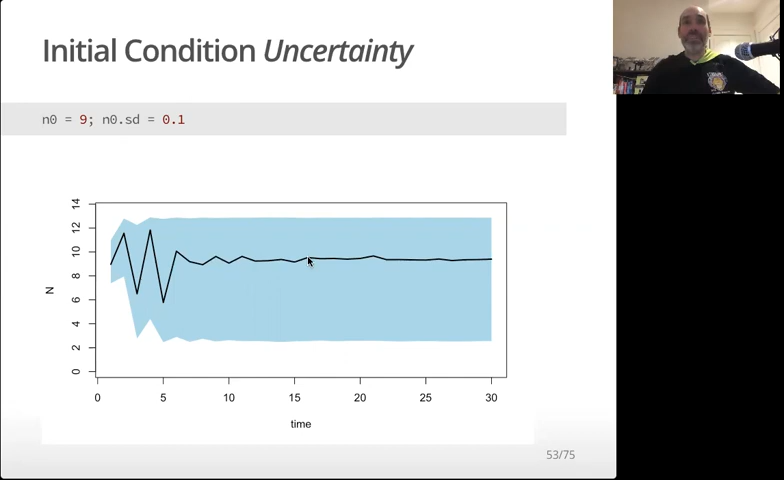 Initial Condition Uncertainty
n0 = 9; n0.sd = 0.1
14
12
10
8
6
4
2
0
N
0 5 10 15 20 25 30
time
53/75